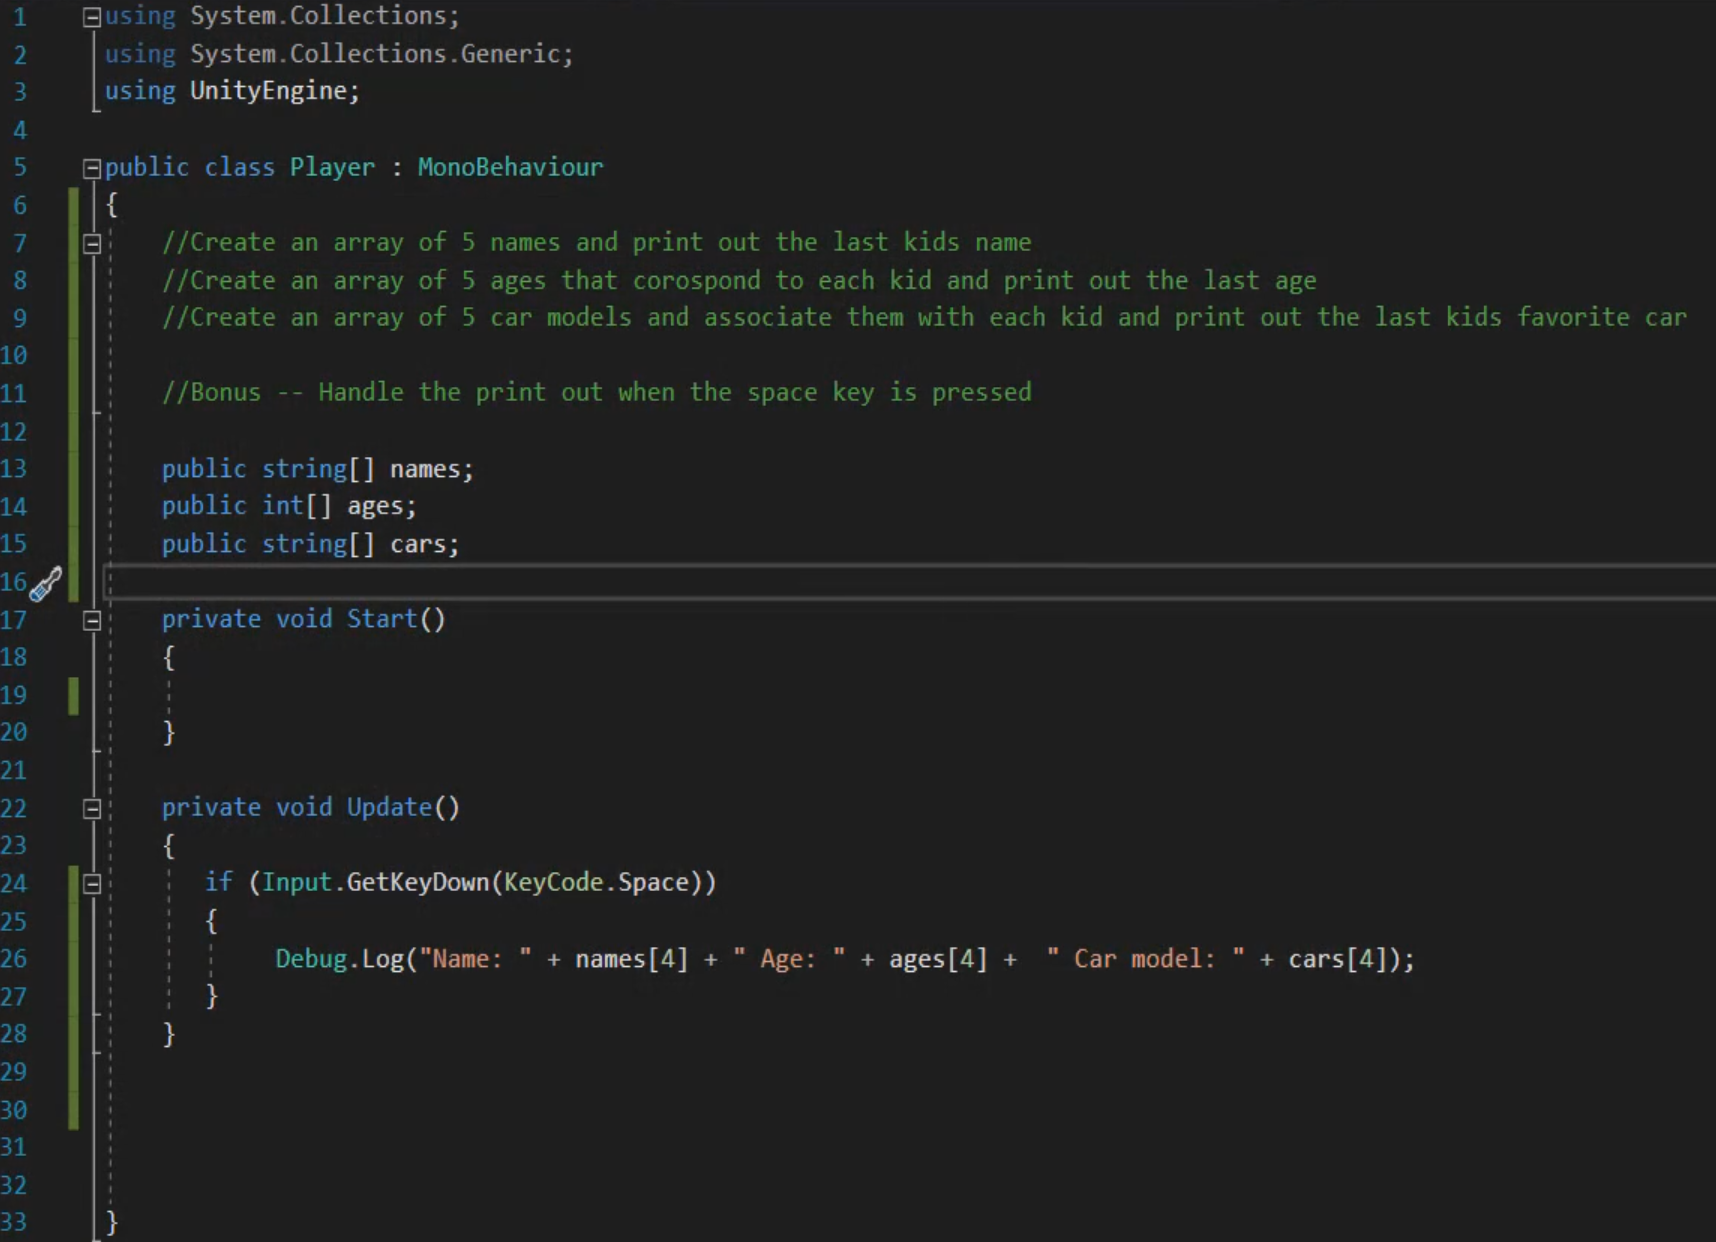 1 using System.Collections;
2 using System.Collections.Generic;
3 using UnityEngine;
4
5 public class Player : MonoBehaviour
6 {
7 //Create an array of 5 names and print out the last kids name
8 //Create an array of 5 ages that corospond to each kid and print out the last age
9 //Create an array of 5 car models and associate them with each kid and print out the last kids favorite car
10
11 //Bonus -- Handle the print out when the space key is pressed
12
13 public string[] names;
14 public int[] ages;
15 public string[] cars;
16
17 private void Start()
18 {
19
20 }
21
22 private void Update()
23 {
24 if (Input.GetKeyDown(KeyCode.Space))
25 {
26 Debug.Log("Name: " + names[4] + " Age: " + ages[4] +  " Car model: " + cars[4]);
27 }
28 }
29
30
31
32
33 }